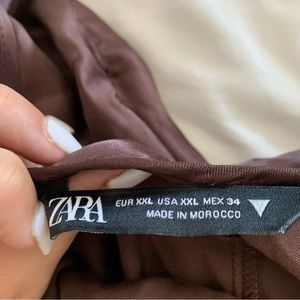 ZARA
EUR XXL USA XXL MEX 34
MADE IN MOROCCO